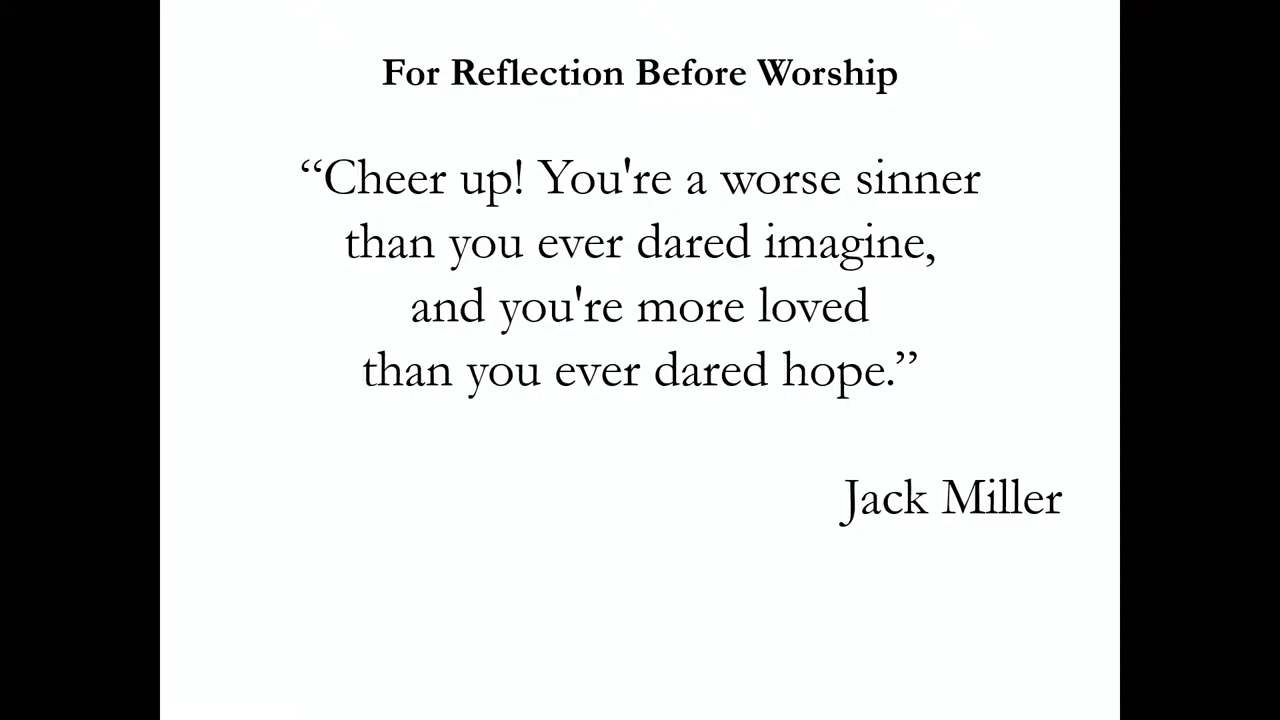 For Reflection Before Worship
“Cheer up! You're a worse sinner
than you ever dared imagine,
and you're more loved
than you ever dared hope.”
Jack Miller